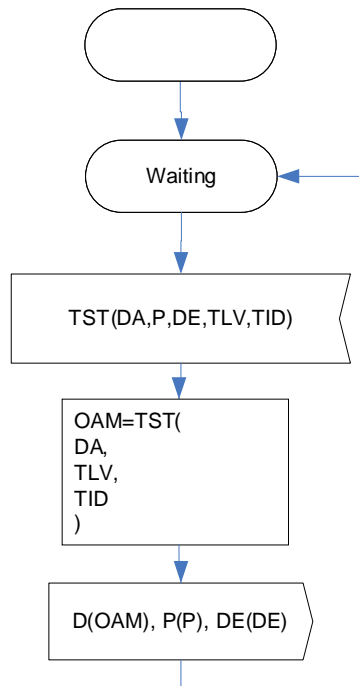 Waiting
TST(DA,P,DE,TLV,TID)
OAM=TST(
DA,
TLV,
TID
)
D(OAM), P(P), DE(DE)